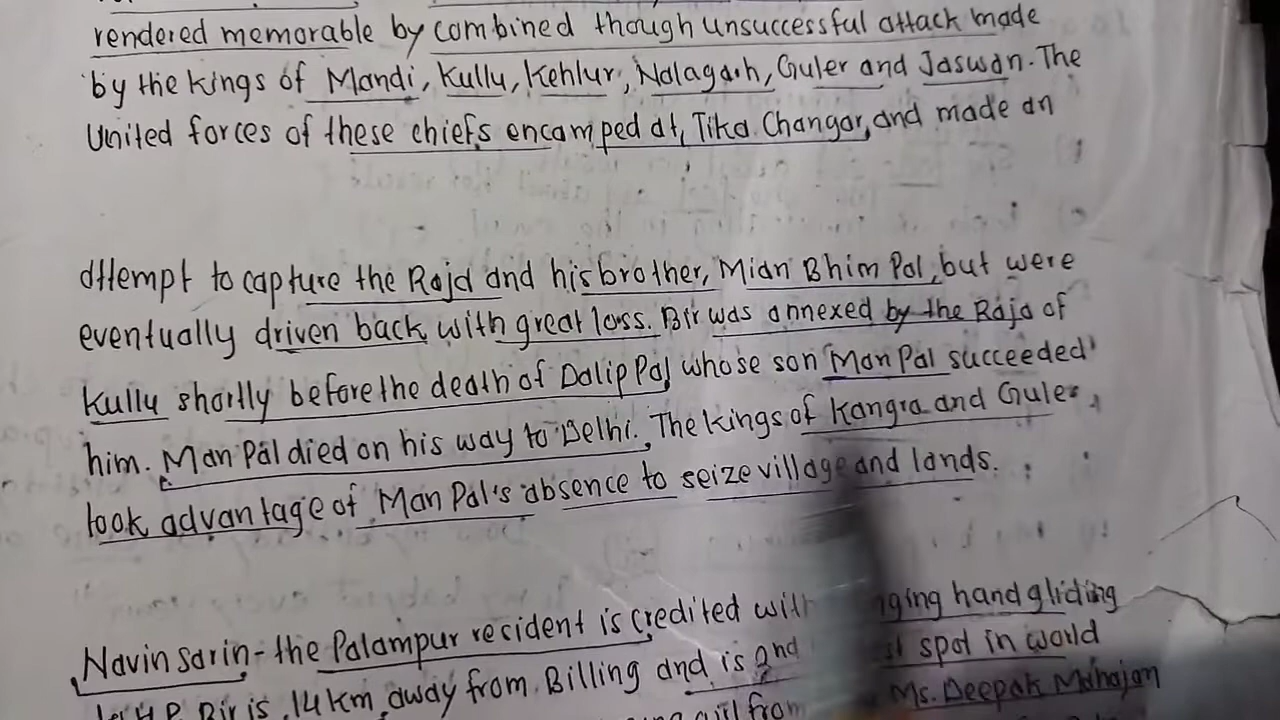 rendered memorable by combined though unsuccessful attack made
by the kings of Mandi, Kullu, Kehlur, Nalagarh, Guler and Jaswan. The
United forces of these chiefs encamped at, Tika Changar, and made an
attempt to capture the Raja and his brother, Mian Bhim Pal, but were
eventually driven back with great loss. Bir was annexed by the Raja of
Kullu shortly before the death of Dalip Pal whose son Man Pal succeeded
him. Man Pal died on his way to Delhi. The kings of Kangra and Guler,
took advantage of Man Pal's absence to seize village and lands.
Navin sarin - the Palampur recident is credited with hand gliding
Bir is 14 km away from Billing and is 2nd spot in world
girl from Ms. Deepak Mahajan